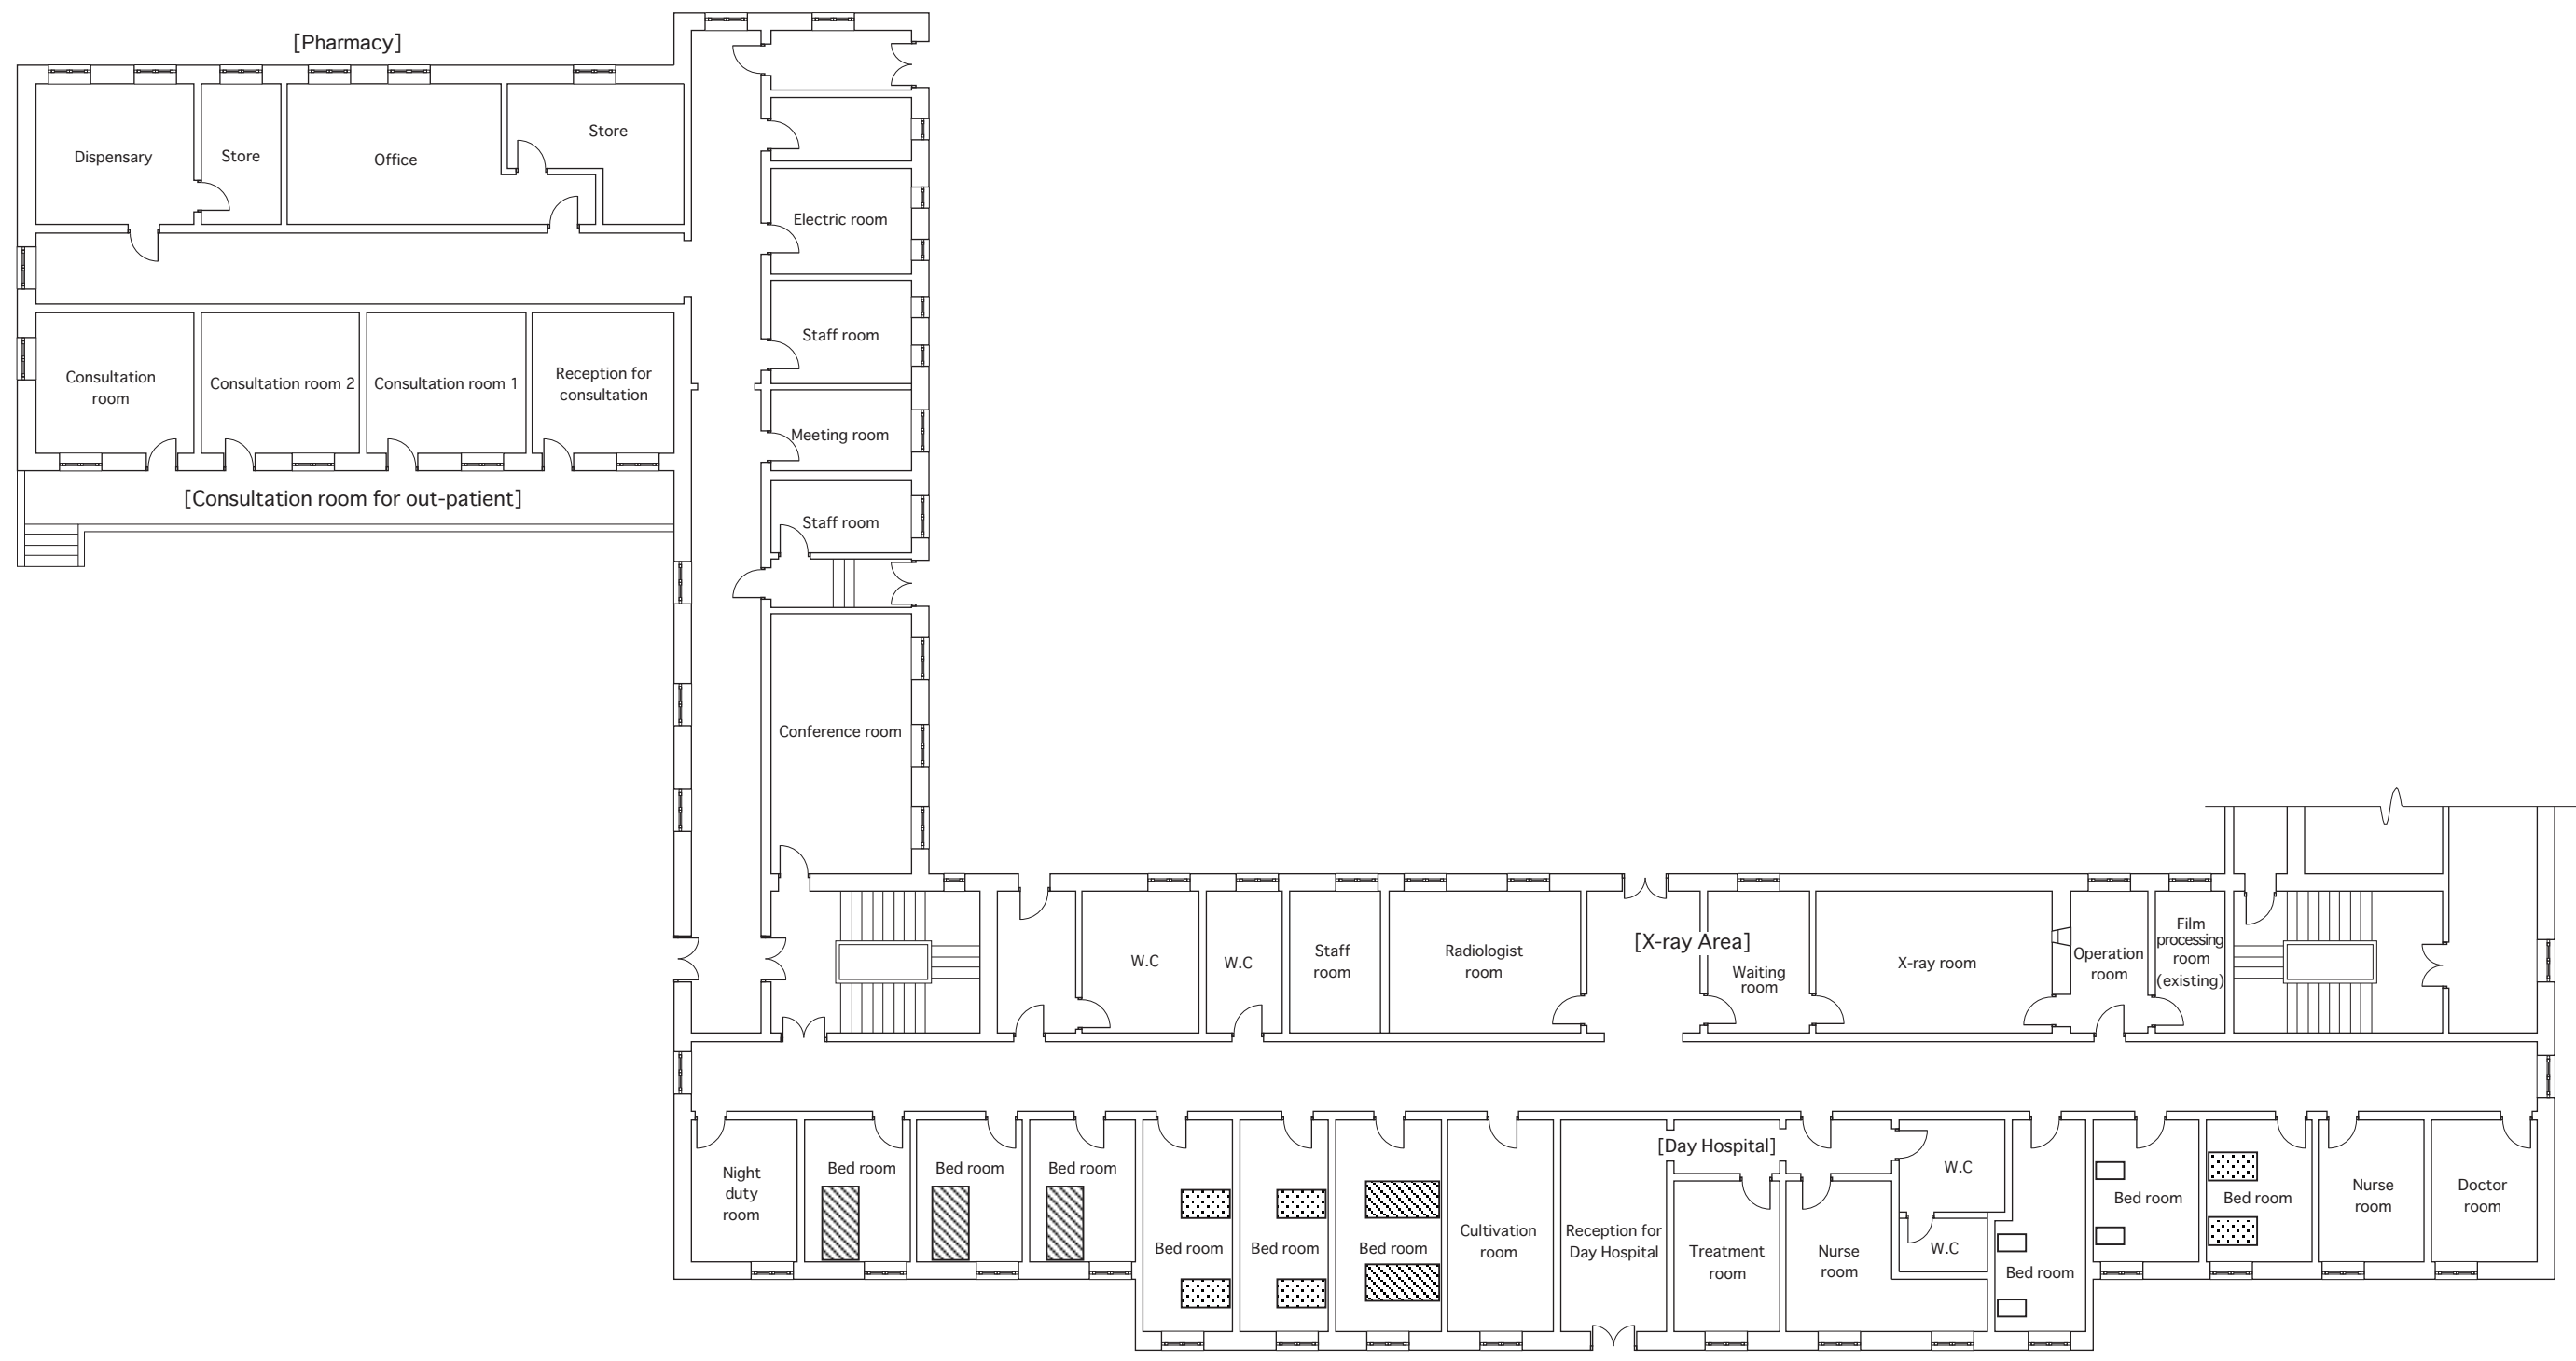 [Pharmacy]
Dispensary
Store
Office
Store
Electric room
Staff room
Consultation
room
Consultation room 2
Consultation room 1
Reception for
consultation
Meeting room
[Consultation room for out-patient]
Staff room
Conference room
W.C
W.C
Staff
room
Radiologist
room
[X-ray Area]
Waiting
room
X-ray room
Operation
room
Film
processing
room
(existing)
Night
duty
room
Bed room
Bed room
Bed room
Bed room
Bed room
Bed room
Cultivation
room
Reception for
Day Hospital
[Day Hospital]
Treatment
room
Nurse
room
W.C
W.C
Bed room
Bed room
Bed room
Nurse
room
Doctor
room